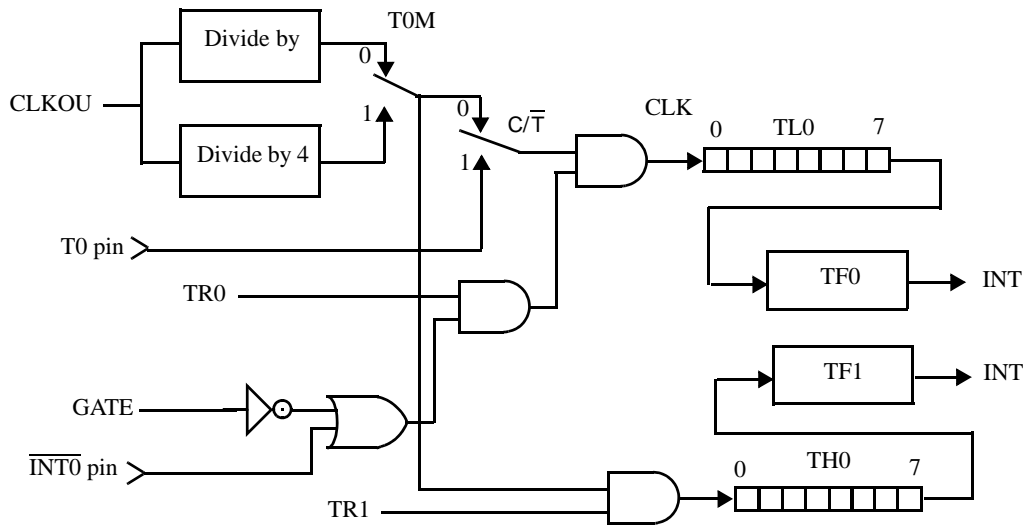 T0M
Divide by
0
CLKOU
1
Divide by 4
0
C/T̅
1
CLK
0 TL0 7
T0 pin
TF0 INT
TR0
TF1 INT
GATE
I̅N̅T̅0̅ pin
0 TH0 7
TR1